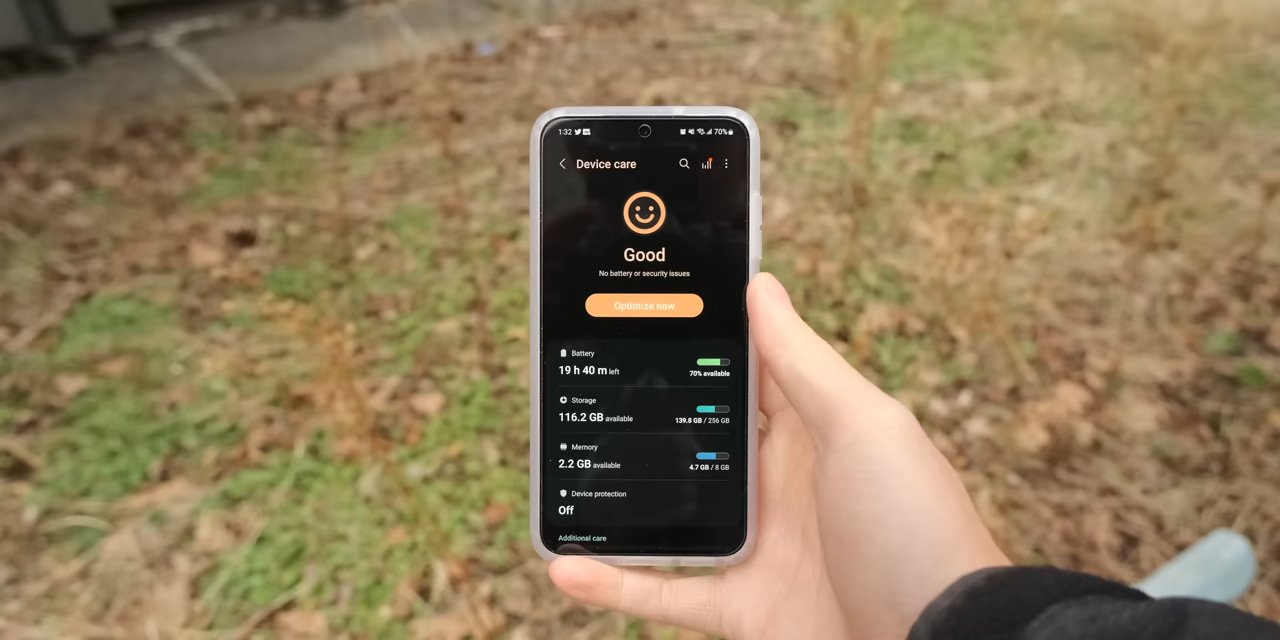 1:32
70%
Device care
Good
No battery or security issues
Optimize now
Battery
19 h 40 m left
70% available
Storage
116.2 GB available
139.8 GB / 256 GB
Memory
2.2 GB available
4.7 GB / 8 GB
Device protection
Off
Additional care